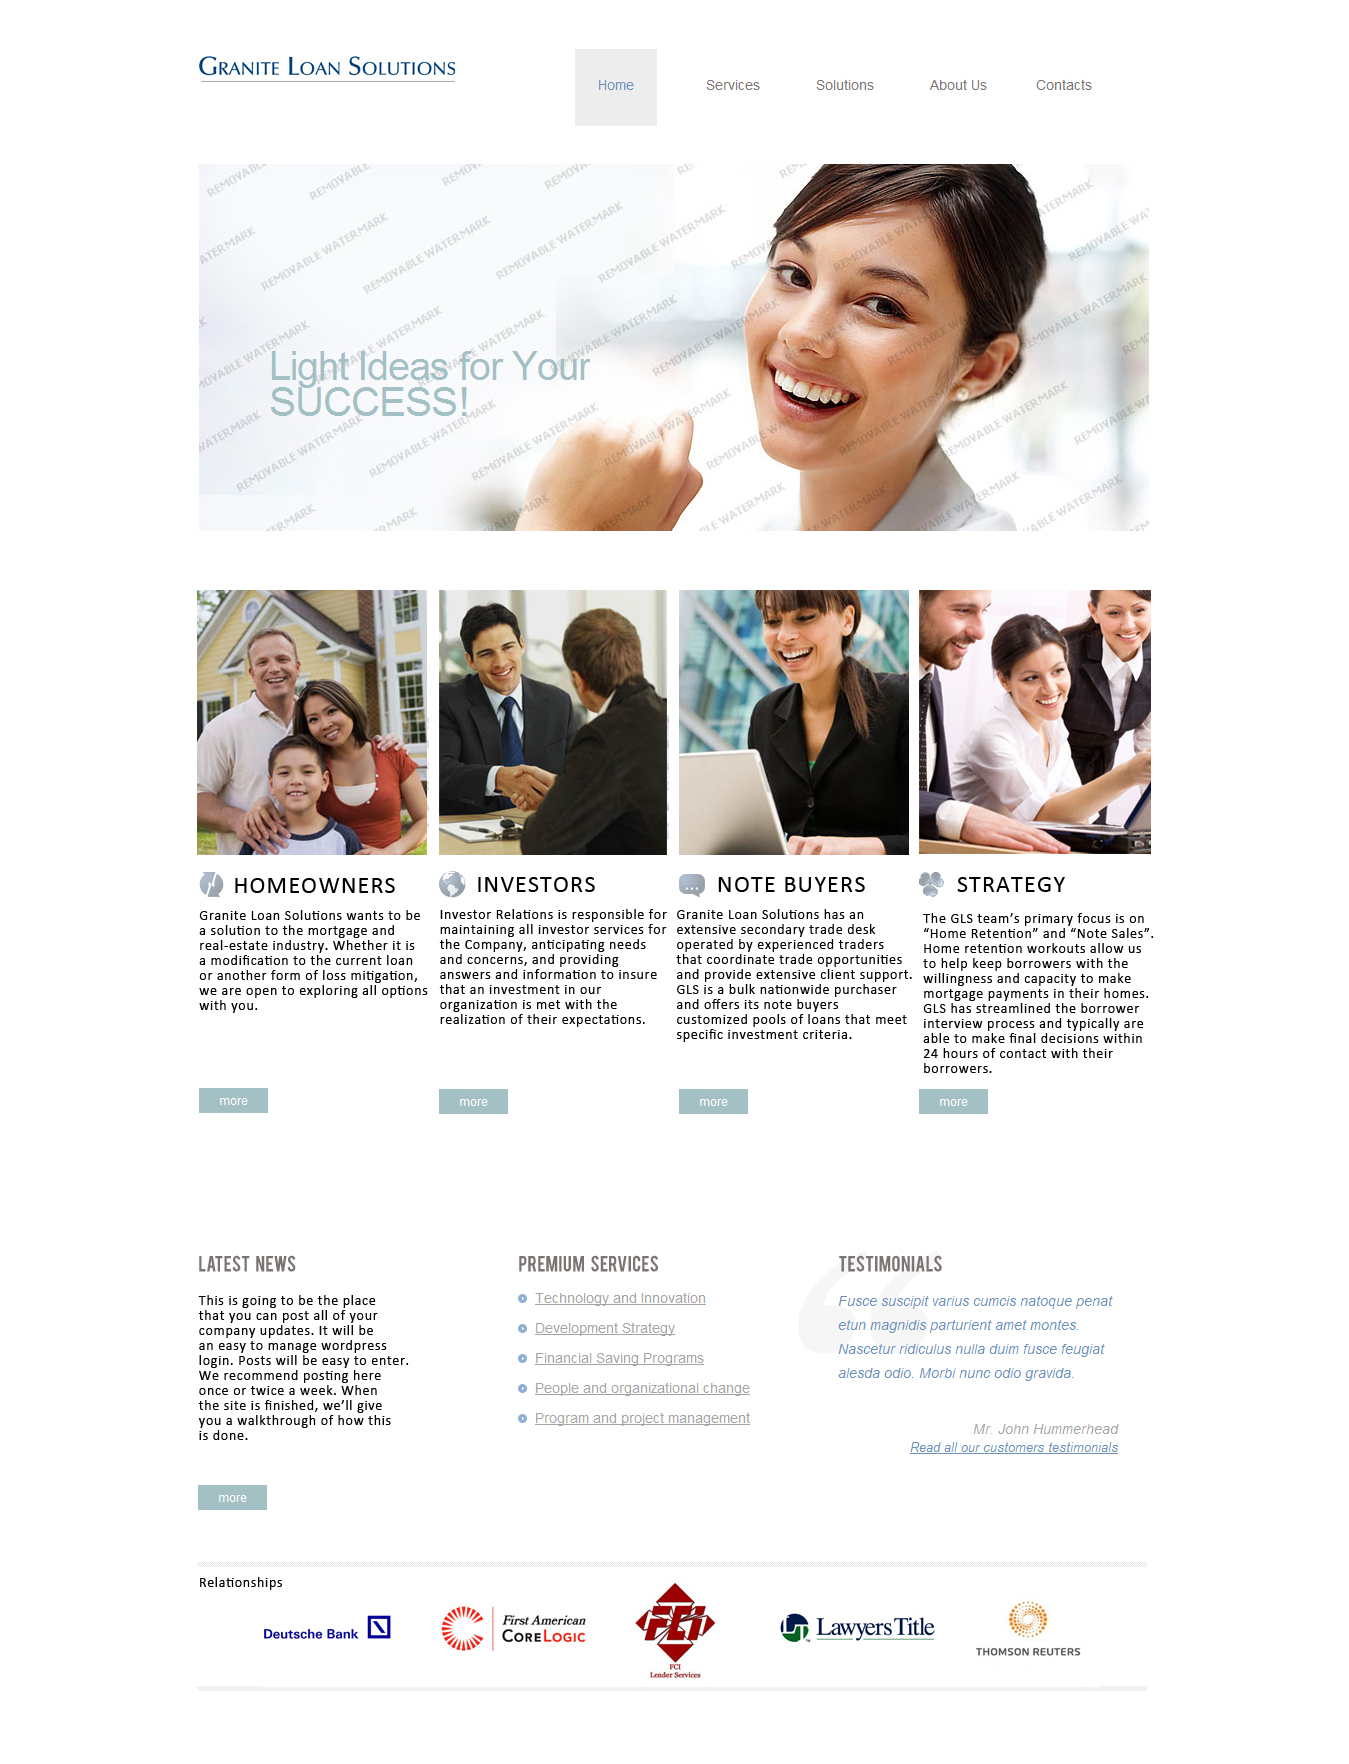 GRANITE LOAN SOLUTIONS
Home
Services
Solutions
About Us
Contacts
REMOVABLE WATERMARK
Light Ideas for Your
SUCCESS!
HOMEOWNERS
Granite Loan Solutions wants to be
a solution to the mortgage and
real-estate industry. Whether it is
a modification to the current loan
or another form of loss mitigation,
we are open to exploring all options
with you.
more
INVESTORS
Investor Relations is responsible for
maintaining all investor services for
the Company, anticipating needs
and concerns, and providing
answers and information to insure
that an investment in our
organization is met with the
realization of their expectations.
more
NOTE BUYERS
Granite Loan Solutions has an
extensive secondary trade desk
operated by experienced traders
that coordinate trade opportunities
and provide extensive client support.
GLS is a bulk nationwide purchaser
and offers its note buyers
customized pools of loans that meet
specific investment criteria.
more
STRATEGY
The GLS team’s primary focus is on
“Home Retention” and “Note Sales”.
Home retention workouts allow us
to help keep borrowers with the
willingness and capacity to make
mortgage payments in their homes.
GLS has streamlined the borrower
interview process and typically are
able to make final decisions within
24 hours of contact with their
borrowers.
more
LATEST NEWS
This is going to be the place
that you can post all of your
company updates. It will be
an easy to manage wordpress
login. Posts will be easy to enter.
We recommend posting here
once or twice a week. When
the site is finished, we’ll give
you a walkthrough of how this
is done.
more
PREMIUM SERVICES
Technology and Innovation
Development Strategy
Financial Saving Programs
People and organizational change
Program and project management
TESTIMONIALS
Fusce suscipit varius cumcis natoque penat
etun magnidis parturient amet montes.
Nascetur ridiculus nulla duim fusce feugiat
alesda odio. Morbi nunc odio gravida.
Mr. John Hummerhead
Read all our customers testimonials
Relationships
Deutsche Bank
First American
CORELOGIC
FCI
FCI
Lender Services
LawyersTitle
THOMSON REUTERS